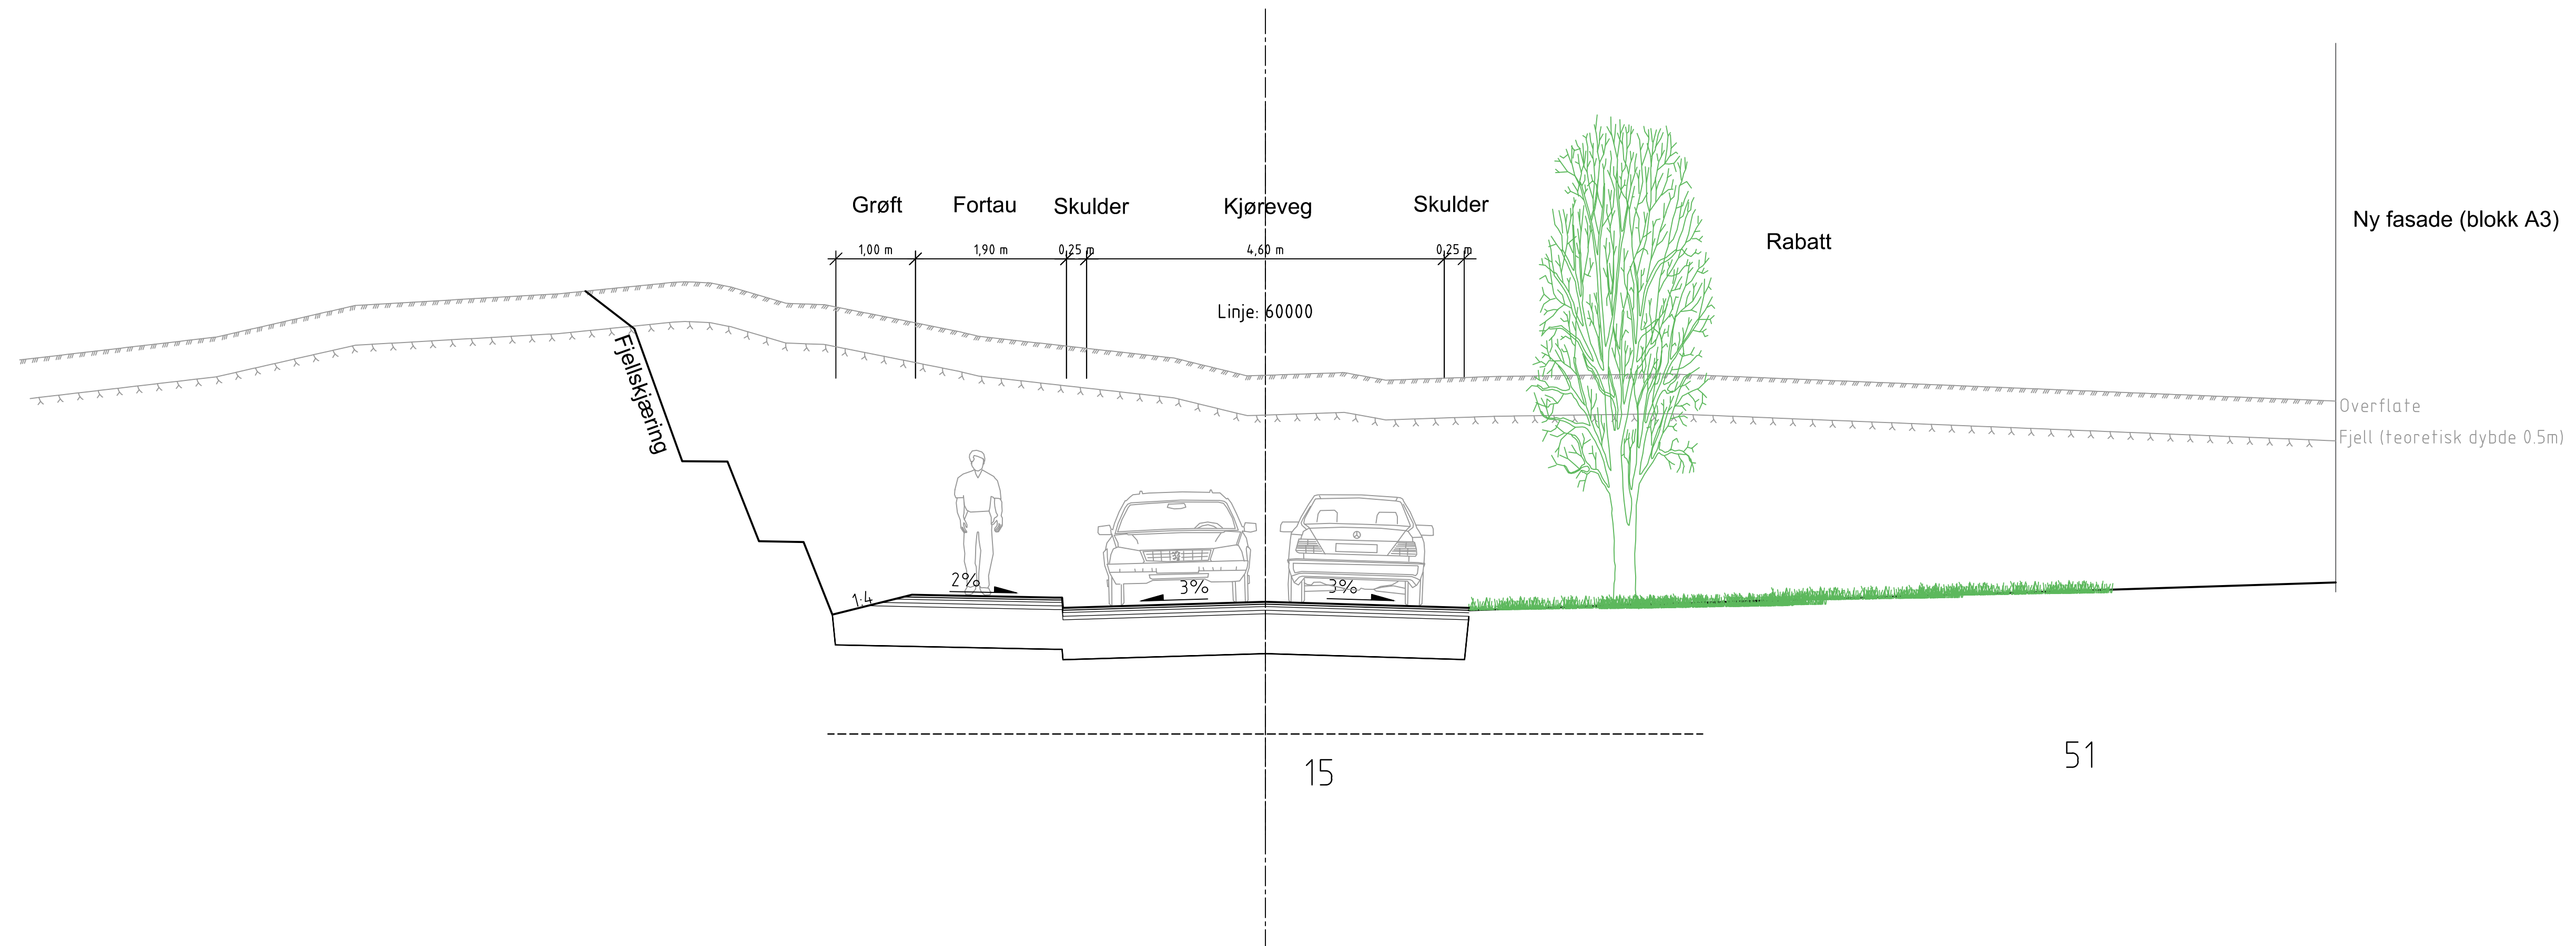 Grøft
Fortau
Skulder
Kjøreveg
Skulder
Ny fasade (blokk A3)
Rabatt
1,00 m
1,90 m
0,25 m
4,60 m
0,25 m
Linje: 60000
Fjellskjæring
Overflate
Fjell (teoretisk dybde 0.5m)
1:4
2%
3%
3%
15
51